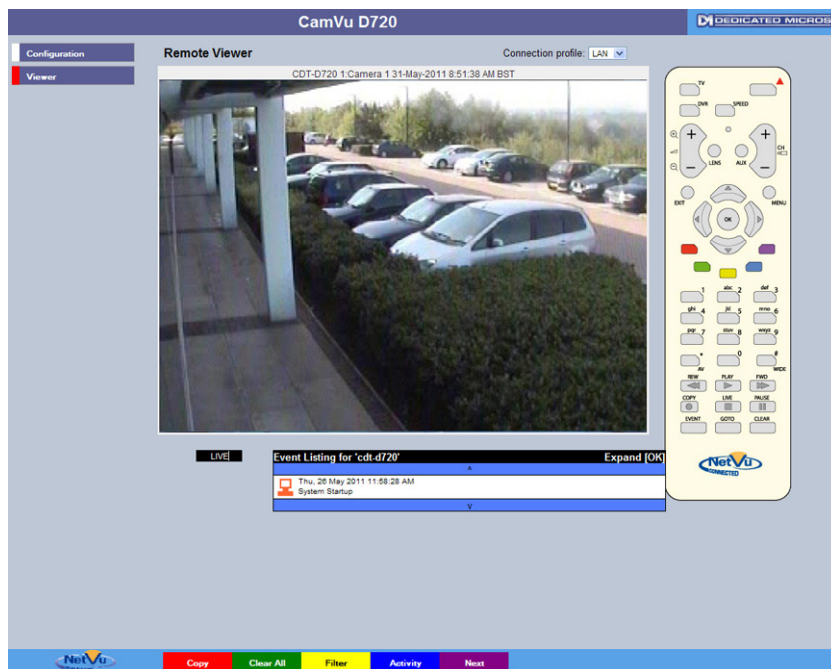 CamVu D720
DEDICATED MICROS
Configuration
Viewer
Remote Viewer
Connection profile: LAN
CDT-D720 1:Camera 1 31-May-2011 8:51:38 AM BST
TV
DVR SPEED
CH
LENS AUX
EXIT MENU
OK
1 abc 2 def 3
ghi 4 jkl 5 mno 6
pqr 7 stuv 8 wxyz 9
* 0 #
AV WIDE
REW PLAY FWD
COPY LIVE PAUSE
EVENT GOTO CLEAR
NetVu
CONNECTED
LIVE
Event Listing for 'cdt-d720' Expand [OK]
Thu, 26 May 2011 11:58:28 AM
System Startup
NetVu
Copy Clear All Filter Activity Next